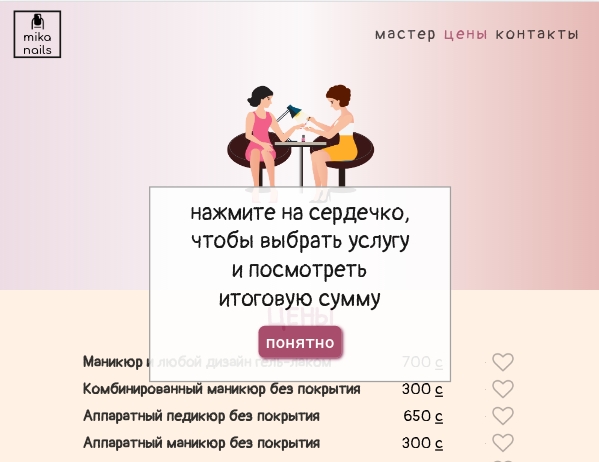 mika
nails
мастер цены контакты
нажмите на сердечко,
чтобы выбрать услугу
и посмотреть
итоговую сумму
ЦЕНЫ
понятно
Маникюр и любой дизайн гель-лаком 700 с
Комбинированный маникюр без покрытия 300 с
Аппаратный педикюр без покрытия 650 с
Аппаратный маникюр без покрытия 300 с